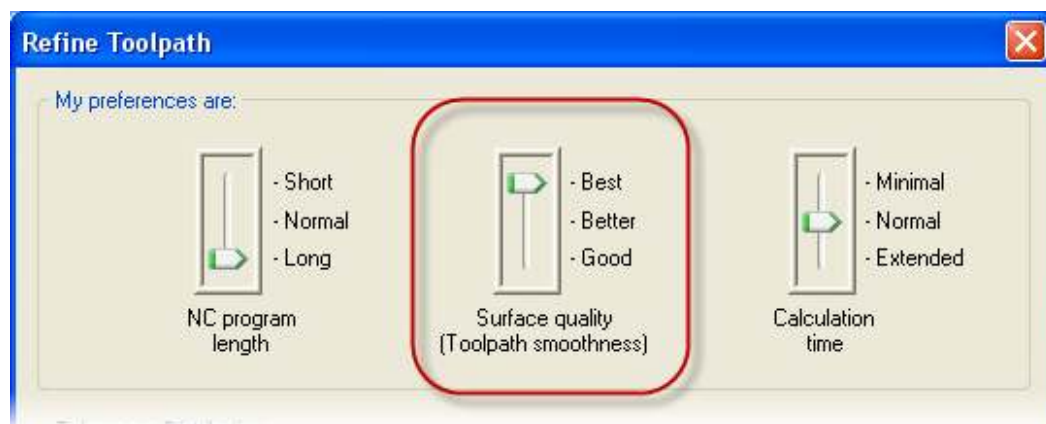 Refine Toolpath
My preferences are:
- Short
- Normal
- Long
NC program
length
- Best
- Better
- Good
Surface quality
(Toolpath smoothness)
- Minimal
- Normal
- Extended
Calculation
time